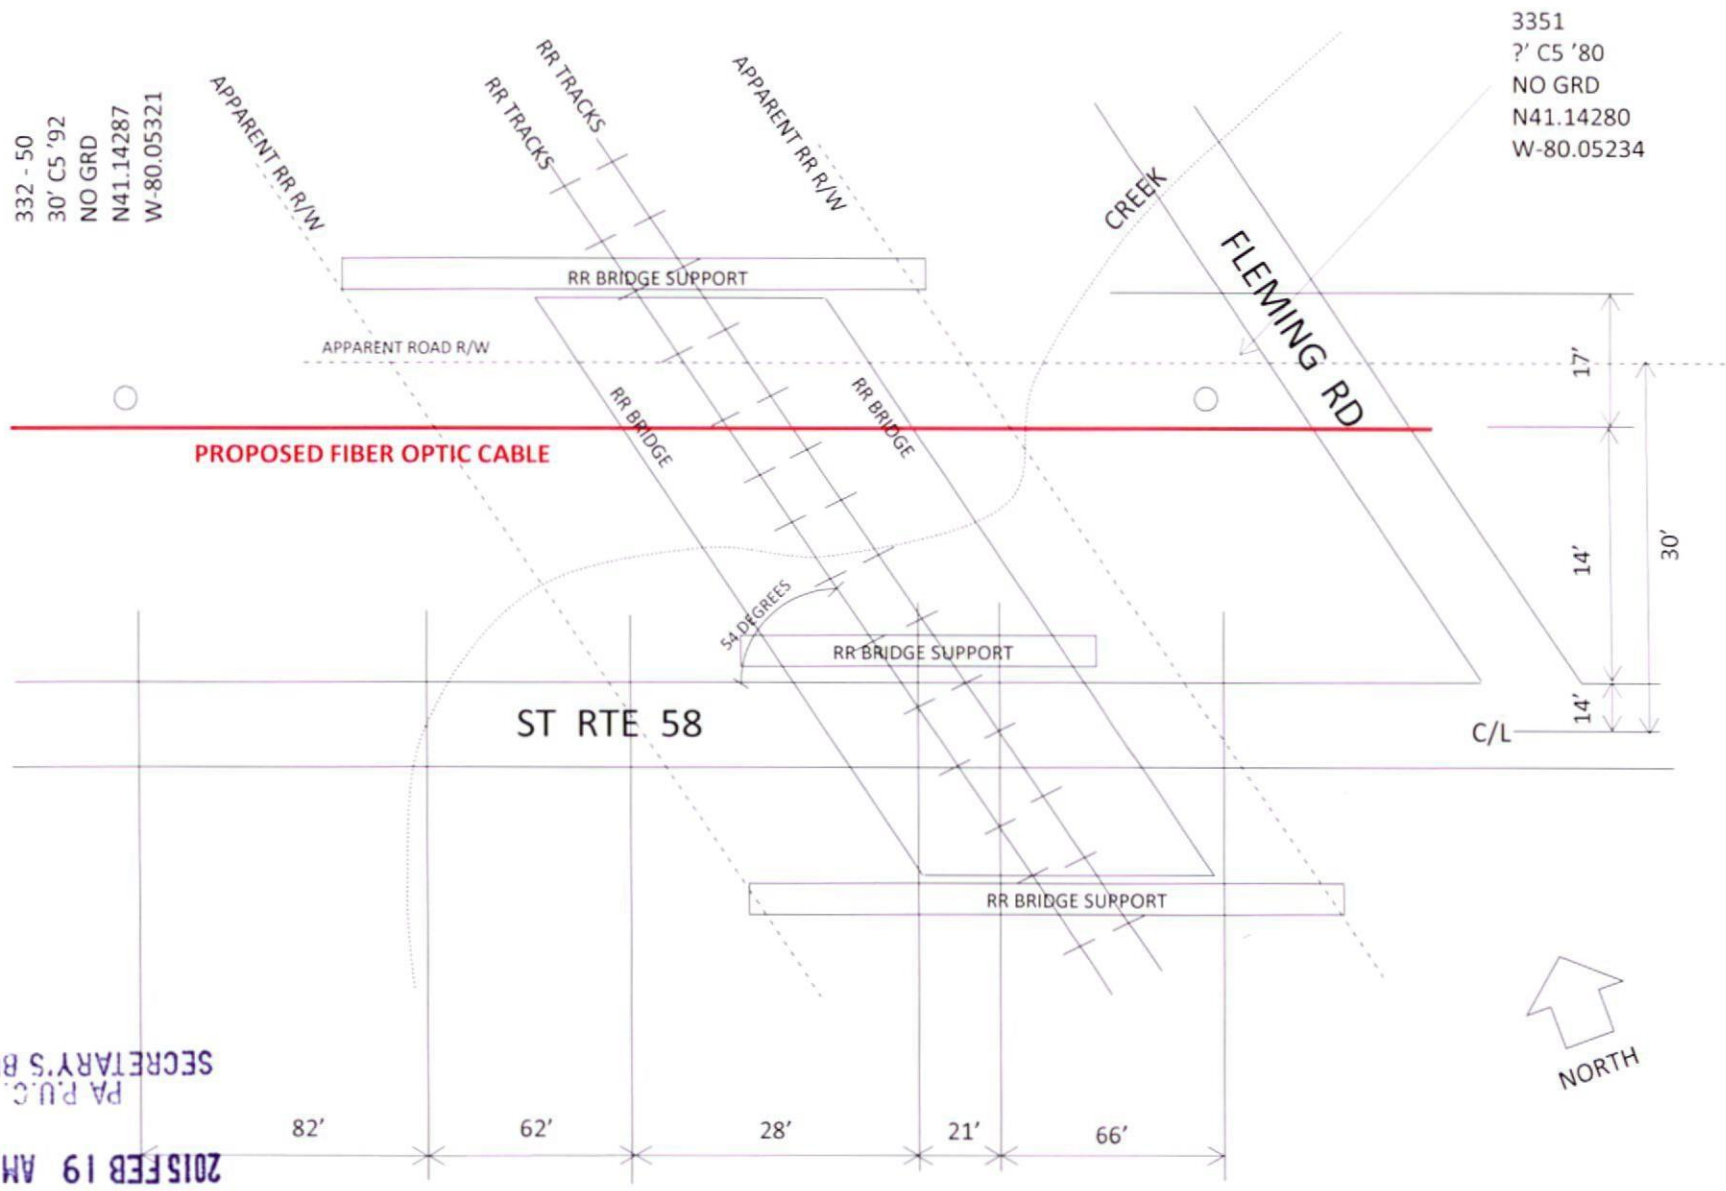 332 - 50
30' C5 '92
NO GRD
N41.14287
W-80.05321
APPARENT RR R/W
RR TRACKS
RR TRACKS
APPARENT RR R/W
3351
?' C5 '80
NO GRD
N41.14280
W-80.05234
CREEK
FLEMING RD
RR BRIDGE SUPPORT
APPARENT ROAD R/W
RR BRIDGE
RR BRIDGE
17'
PROPOSED FIBER OPTIC CABLE
14'
30'
54 DEGREES
RR BRIDGE SUPPORT
ST RTE 58
14'
C/L
RR BRIDGE SUPPORT
NORTH
82'
62'
28'
21'
66'
2015 FEB 19 AM
PA P.U.C.
SECRETARY'S B